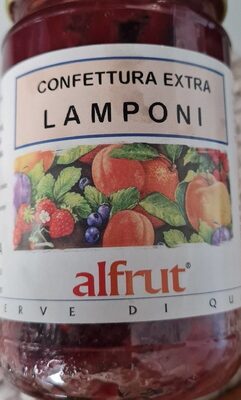 CONFETTURA EXTRA
LAMPONI
alfrut®
ERVE DI QU